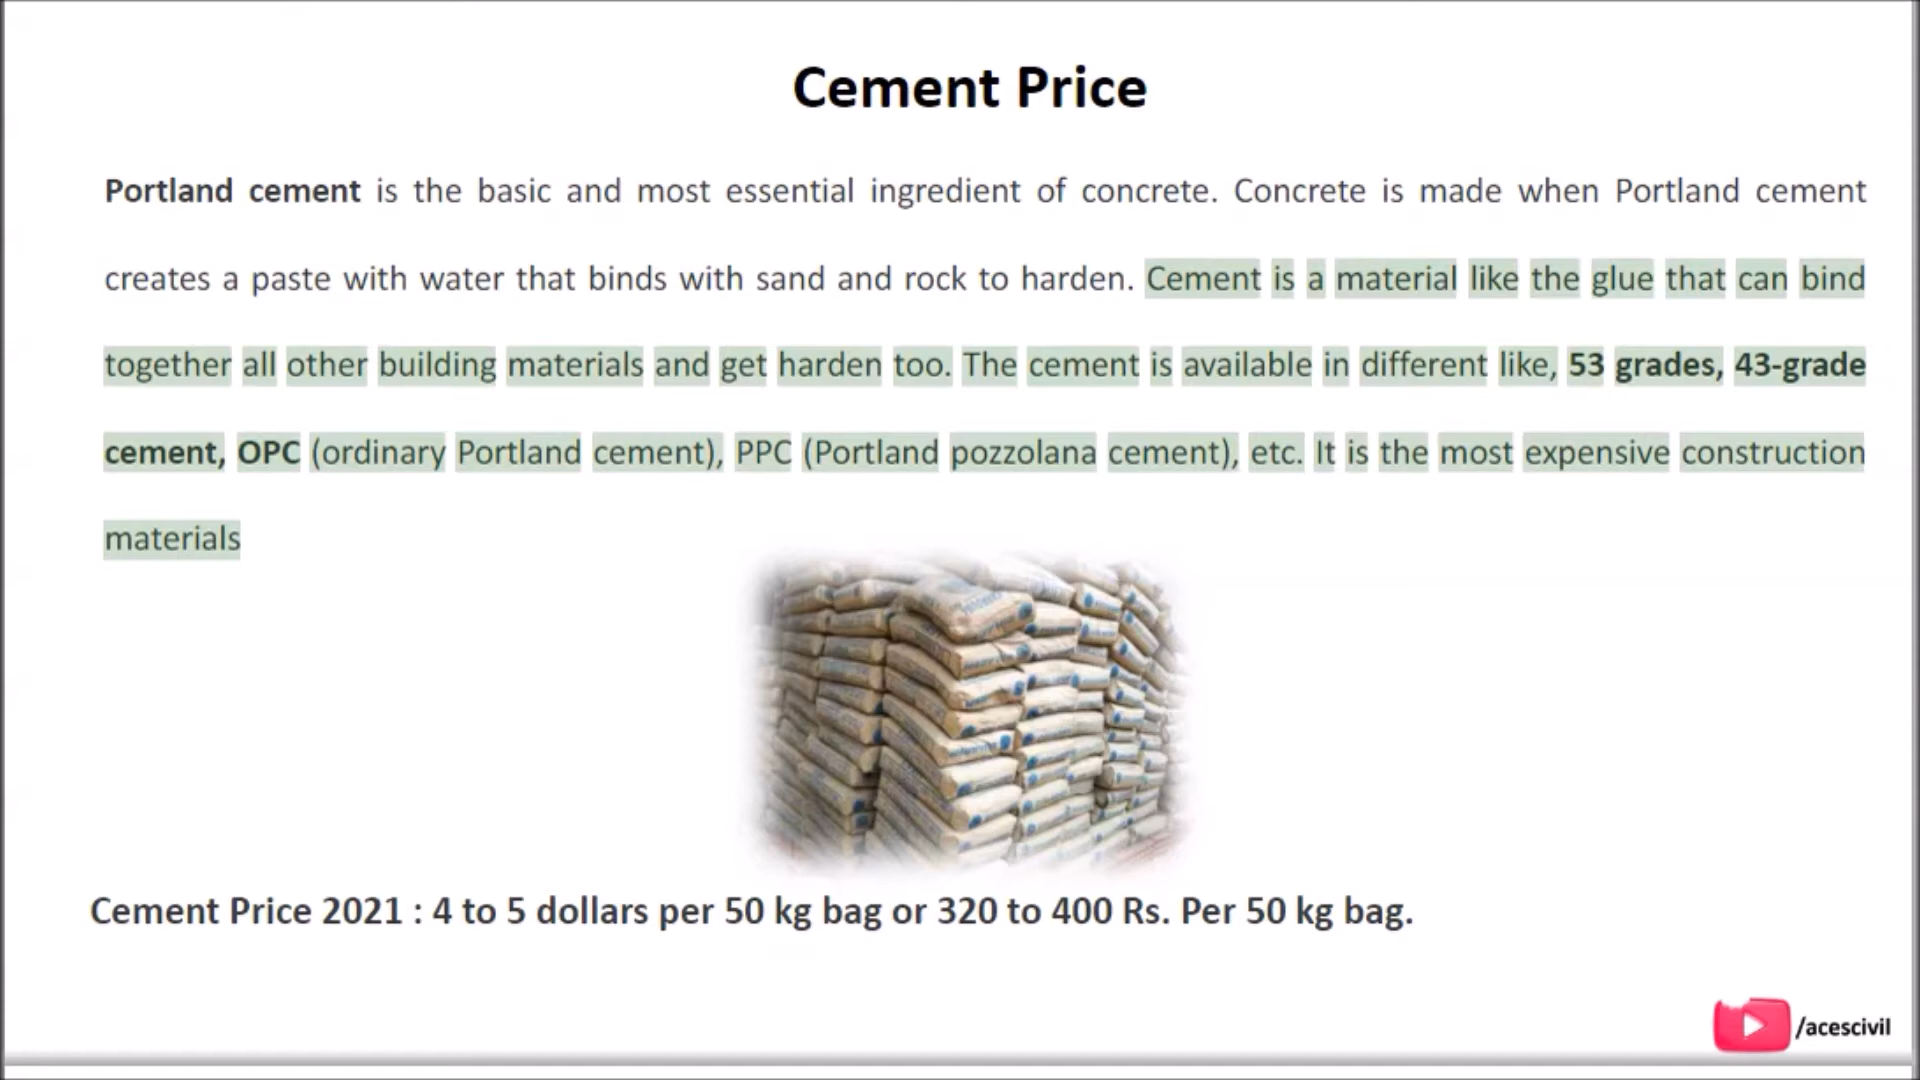 Cement Price
Portland cement is the basic and most essential ingredient of concrete. Concrete is made when Portland cement
creates a paste with water that binds with sand and rock to harden. Cement is a material like the glue that can bind
together all other building materials and get harden too. The cement is available in different like, 53 grades, 43-grade
cement, OPC (ordinary Portland cement), PPC (Portland pozzolana cement), etc. It is the most expensive construction
materials
Cement Price 2021 : 4 to 5 dollars per 50 kg bag or 320 to 400 Rs. Per 50 kg bag.
/acescivil